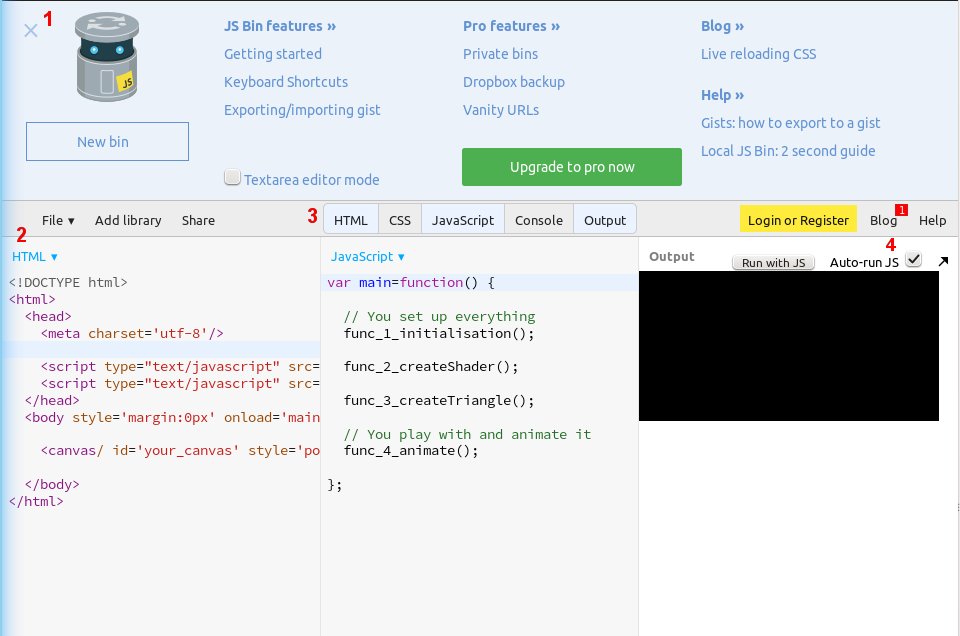 1
JS
New bin
JS Bin features »
Getting started
Keyboard Shortcuts
Exporting/importing gist
Textarea editor mode
Pro features »
Private bins
Dropbox backup
Vanity URLs
Upgrade to pro now
Blog »
Live reloading CSS
Help »
Gists: how to export to a gist
Local JS Bin: 2 second guide
File ▾ Add library Share 3 HTML CSS JavaScript Console Output Login or Register Blog 1 Help
2
HTML ▾
<!DOCTYPE html>
<html>
<head>
<meta charset='utf-8'/>
<script type="text/javascript" src=
<script type="text/javascript" src=
</head>
<body style='margin:0px' onload='main
<canvas/ id='your_canvas' style='po
</body>
</html>
JavaScript ▾
var main=function() {
// You set up everything
func_1_initialisation();
func_2_createShader();
func_3_createTriangle();
// You play with and animate it
func_4_animate();
};
4
Output Run with JS Auto-run JS